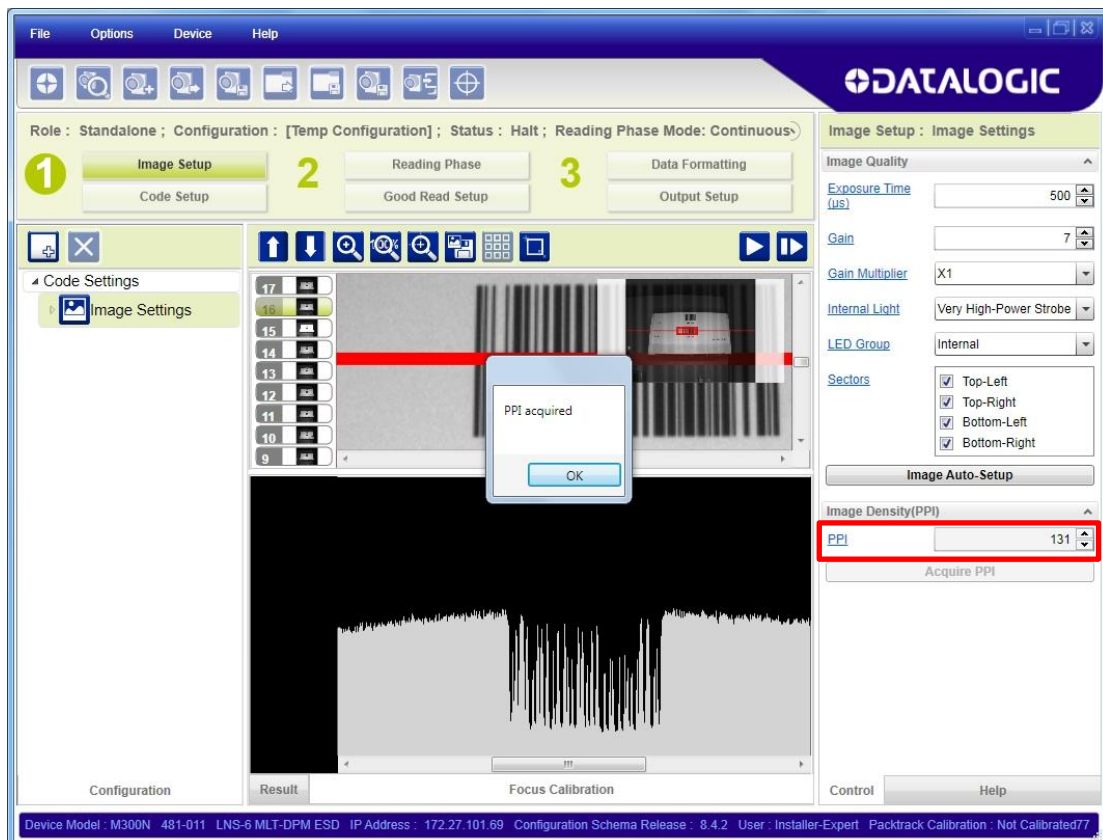 File Options Device Help
DATALOGIC
Role : Standalone ; Configuration : [Temp Configuration] ; Status : Halt ; Reading Phase Mode: Continuous
1 Image Setup 2 Reading Phase 3 Data Formatting
Code Setup Good Read Setup Output Setup
Code Settings
Image Settings
100%
17
16
15
14
13
12
11
10
9
PPI acquired
OK
Configuration
Result Focus Calibration
Image Setup : Image Settings
Image Quality
Exposure Time
(µs) 500
Gain 7
Gain Multiplier X1
Internal Light Very High-Power Strobe
LED Group Internal
Sectors Top-Left
Top-Right
Bottom-Left
Bottom-Right
Image Auto-Setup
Image Density(PPI)
PPI 131
Acquire PPI
Control Help
Device Model : M300N 481-011 LNS-6 MLT-DPM ESD IP Address : 172.27.101.69 Configuration Schema Release : 8.4.2 User : Installer-Expert Packtrack Calibration : Not Calibrated77